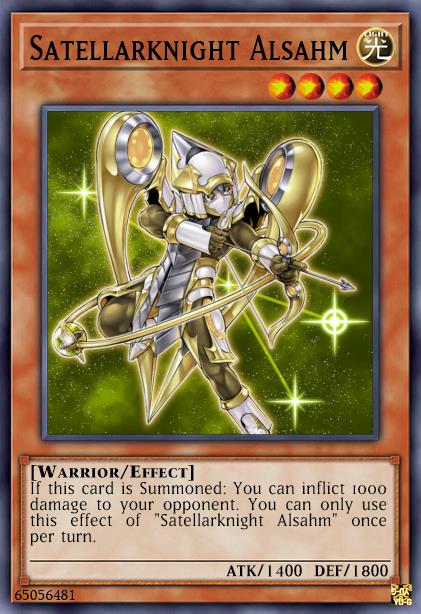 Satellarknight Alsahm
LIGHT
光
[Warrior/Effect]
If this card is Summoned: You can inflict 1000
damage to your opponent. You can only use
this effect of "Satellarknight Alsahm" once
per turn.
ATK/1400 DEF/1800
65056481